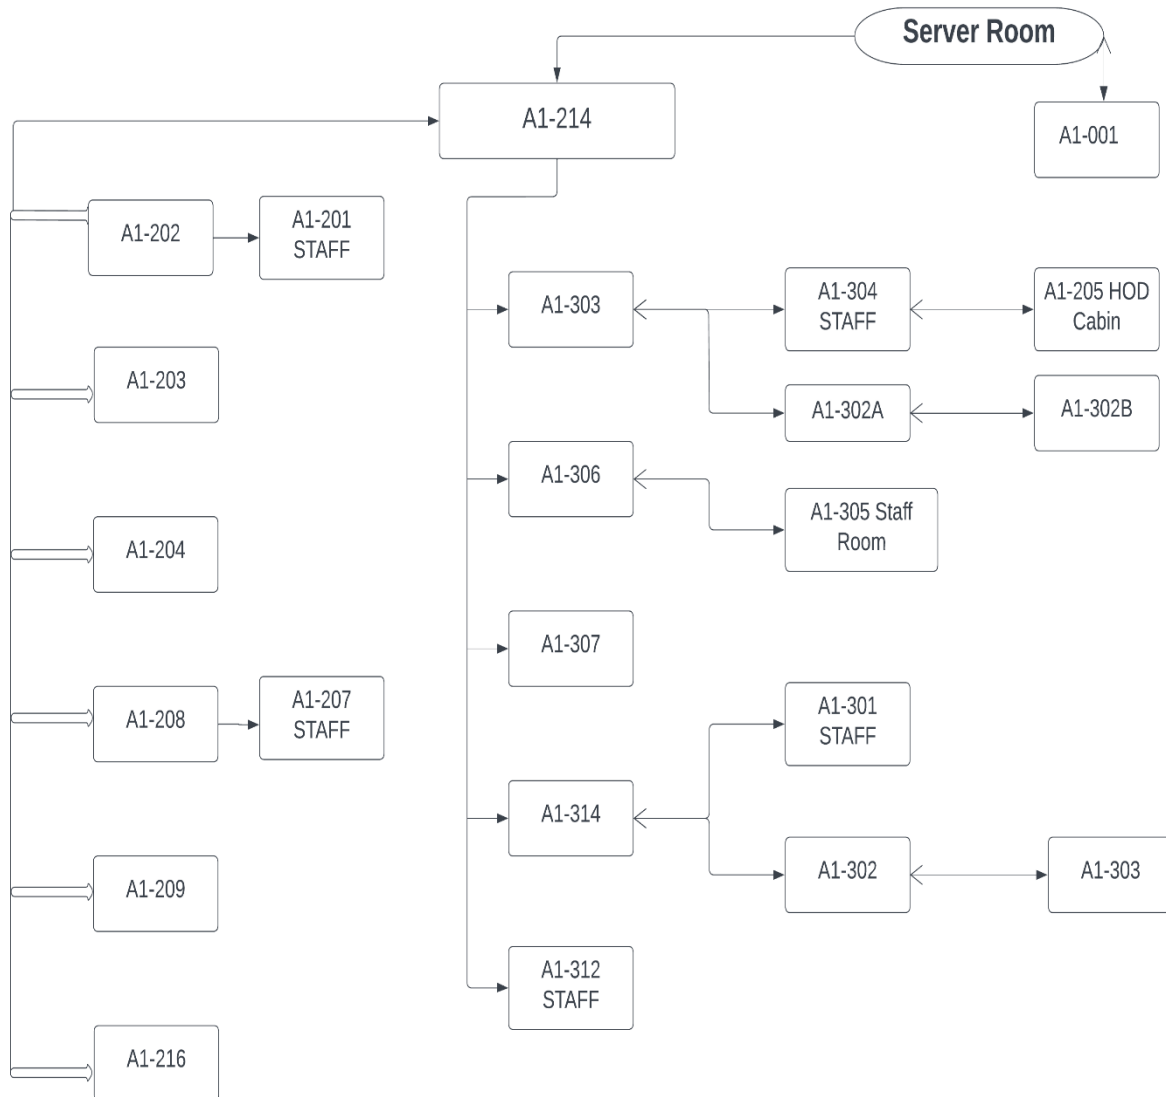 Server Room
A1-214
A1-001
A1-202
A1-201
STAFF
A1-203
A1-204
A1-208
A1-207
STAFF
A1-209
A1-216
A1-303
A1-304
STAFF
A1-205 HOD
Cabin
A1-302A
A1-302B
A1-306
A1-305 Staff
Room
A1-307
A1-314
A1-301
STAFF
A1-302
A1-303
A1-312
STAFF